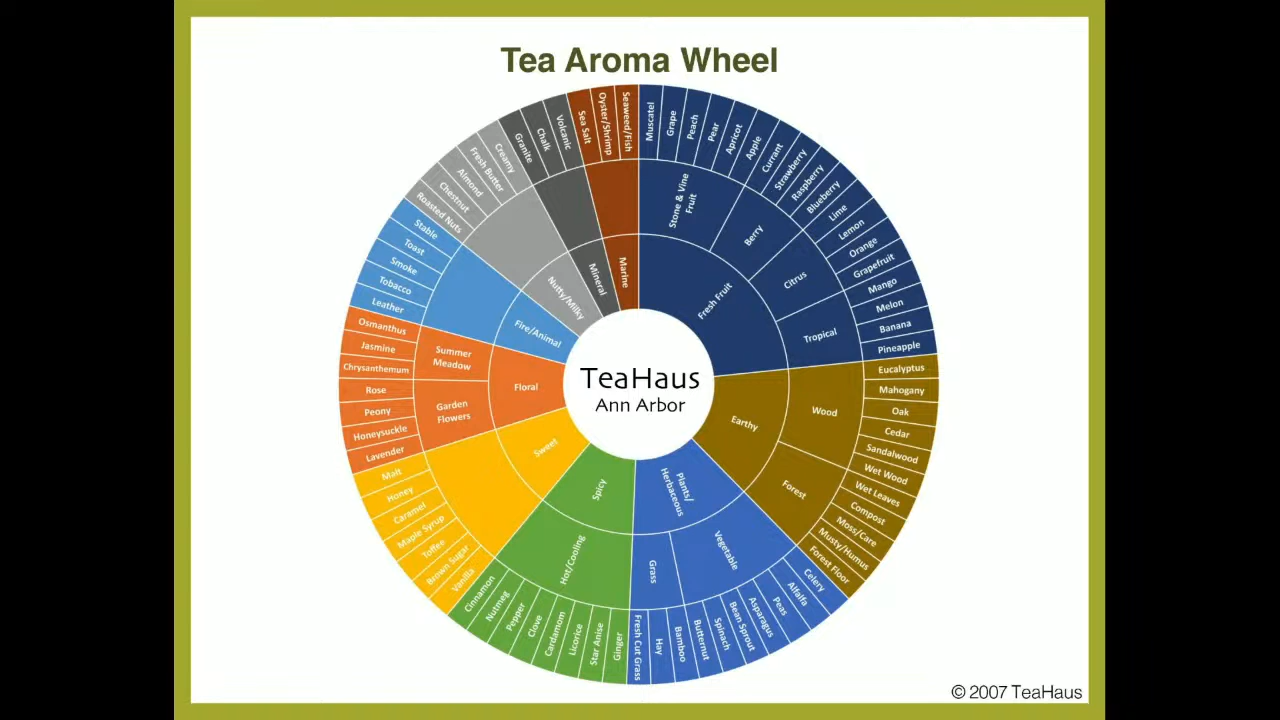 Tea Aroma Wheel
TeaHaus
Ann Arbor
Fresh Fruit
Stone & Vine
Fruit
Muscatel
Grape
Peach
Pear
Apricot
Apple
Berry
Currant
Strawberry
Raspberry
Blueberry
Citrus
Lime
Lemon
Orange
Grapefruit
Tropical
Mango
Melon
Banana
Pineapple
Earthy
Wood
Eucalyptus
Mahogany
Oak
Cedar
Sandalwood
Forest
Wet Wood
Wet Leaves
Compost
Moss/Care
Musty/Humus
Forest Floor
Plants/
Herbaceous
Vegetable
Celery
Alfalfa
Peas
Asparagus
Bean Sprout
Spinach
Butternut
Grass
Bamboo
Hay
Fresh Cut Grass
Spicy
Hot/Cooling
Ginger
Star Anise
Licorice
Cardamom
Clove
Pepper
Nutmeg
Cinnamon
Sweet
Vanilla
Brown Sugar
Toffee
Maple Syrup
Caramel
Honey
Malt
Floral
Garden
Flowers
Lavender
Honeysuckle
Peony
Rose
Summer
Meadow
Chrysanthemum
Jasmine
Osmanthus
Fire/Animal
Leather
Tobacco
Smoke
Toast
Stable
Nutty/Milky
Roasted Nuts
Chestnut
Almond
Fresh Butter
Creamy
Mineral
Granite
Chalk
Volcanic
Marine
Sea Salt
Oyster/Shrimp
Seaweed/Fish
© 2007 TeaHaus